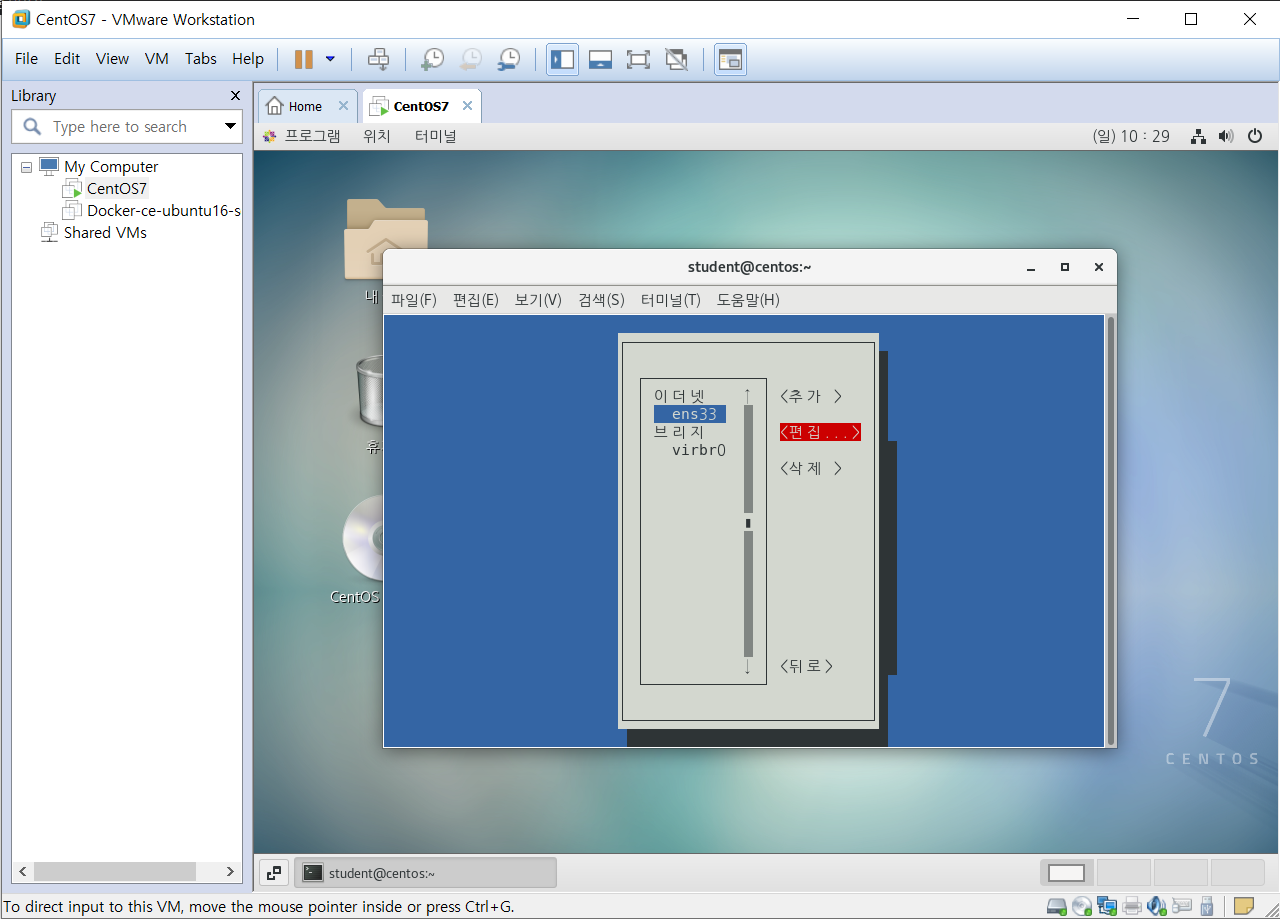 CentOS7 - VMware Workstation
File Edit View VM Tabs Help
Library
Type here to search
My Computer
CentOS7
Docker-ce-ubuntu16-s
Shared VMs
Home
CentOS7
프로그램 위치 터미널
(일) 10 : 29
내
휴
CentOS
student@centos:~
파일(F) 편집(E) 보기(V) 검색(S) 터미널(T) 도움말(H)
이더넷
ens33
브리지
virbr0
<추가 >
<편집...>
<삭제 >
<뒤로>
7
CENTOS
student@centos:~
To direct input to this VM, move the mouse pointer inside or press Ctrl+G.